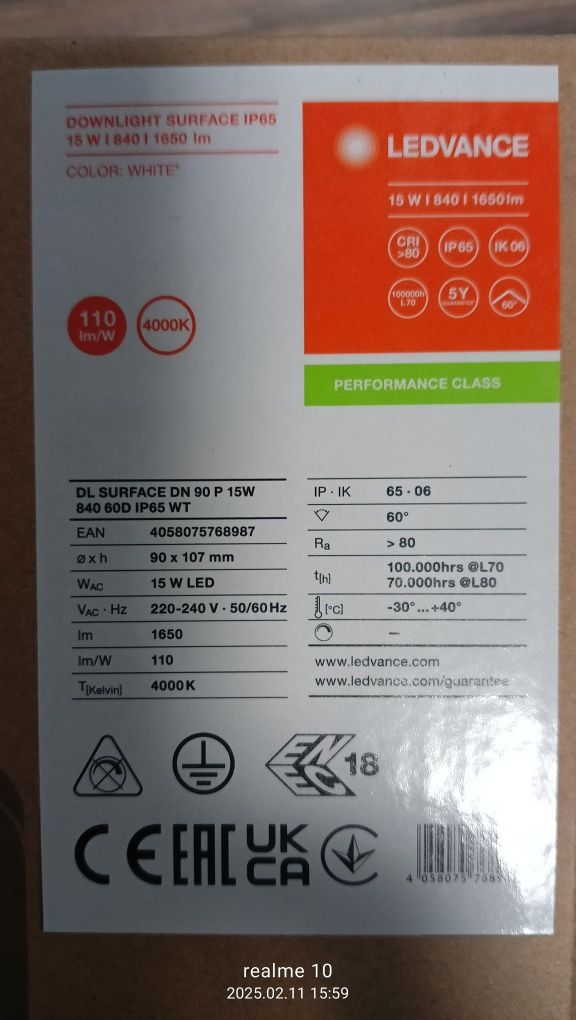 DOWNLIGHT SURFACE IP65
15 W I 840 I 1650 lm
COLOR: WHITE*
110
lm/W
4000K
LEDVANCE
15 W I 840 I 1650 lm
CRI
>80
IP65
IK 06
100000h
L70
5Y
GUARANTEE*
60°
PERFORMANCE CLASS
DL SURFACE DN 90 P 15W
840 60D IP65 WT
EAN 4058075768987
ø x h 90 x 107 mm
WAC 15 W LED
VAC · Hz 220-240 V · 50/60 Hz
lm 1650
lm/W 110
T[Kelvin] 4000 K
IP · IK 65 · 06
60°
Ra > 80
t[h] 100.000hrs @L70
70.000hrs @L80
[°C] -30°...+40°
–
www.ledvance.com
www.ledvance.com/guarantee
ENEC 18
CE EAC UK
CA
4 058075
realme 10
2025.02.11 15:59